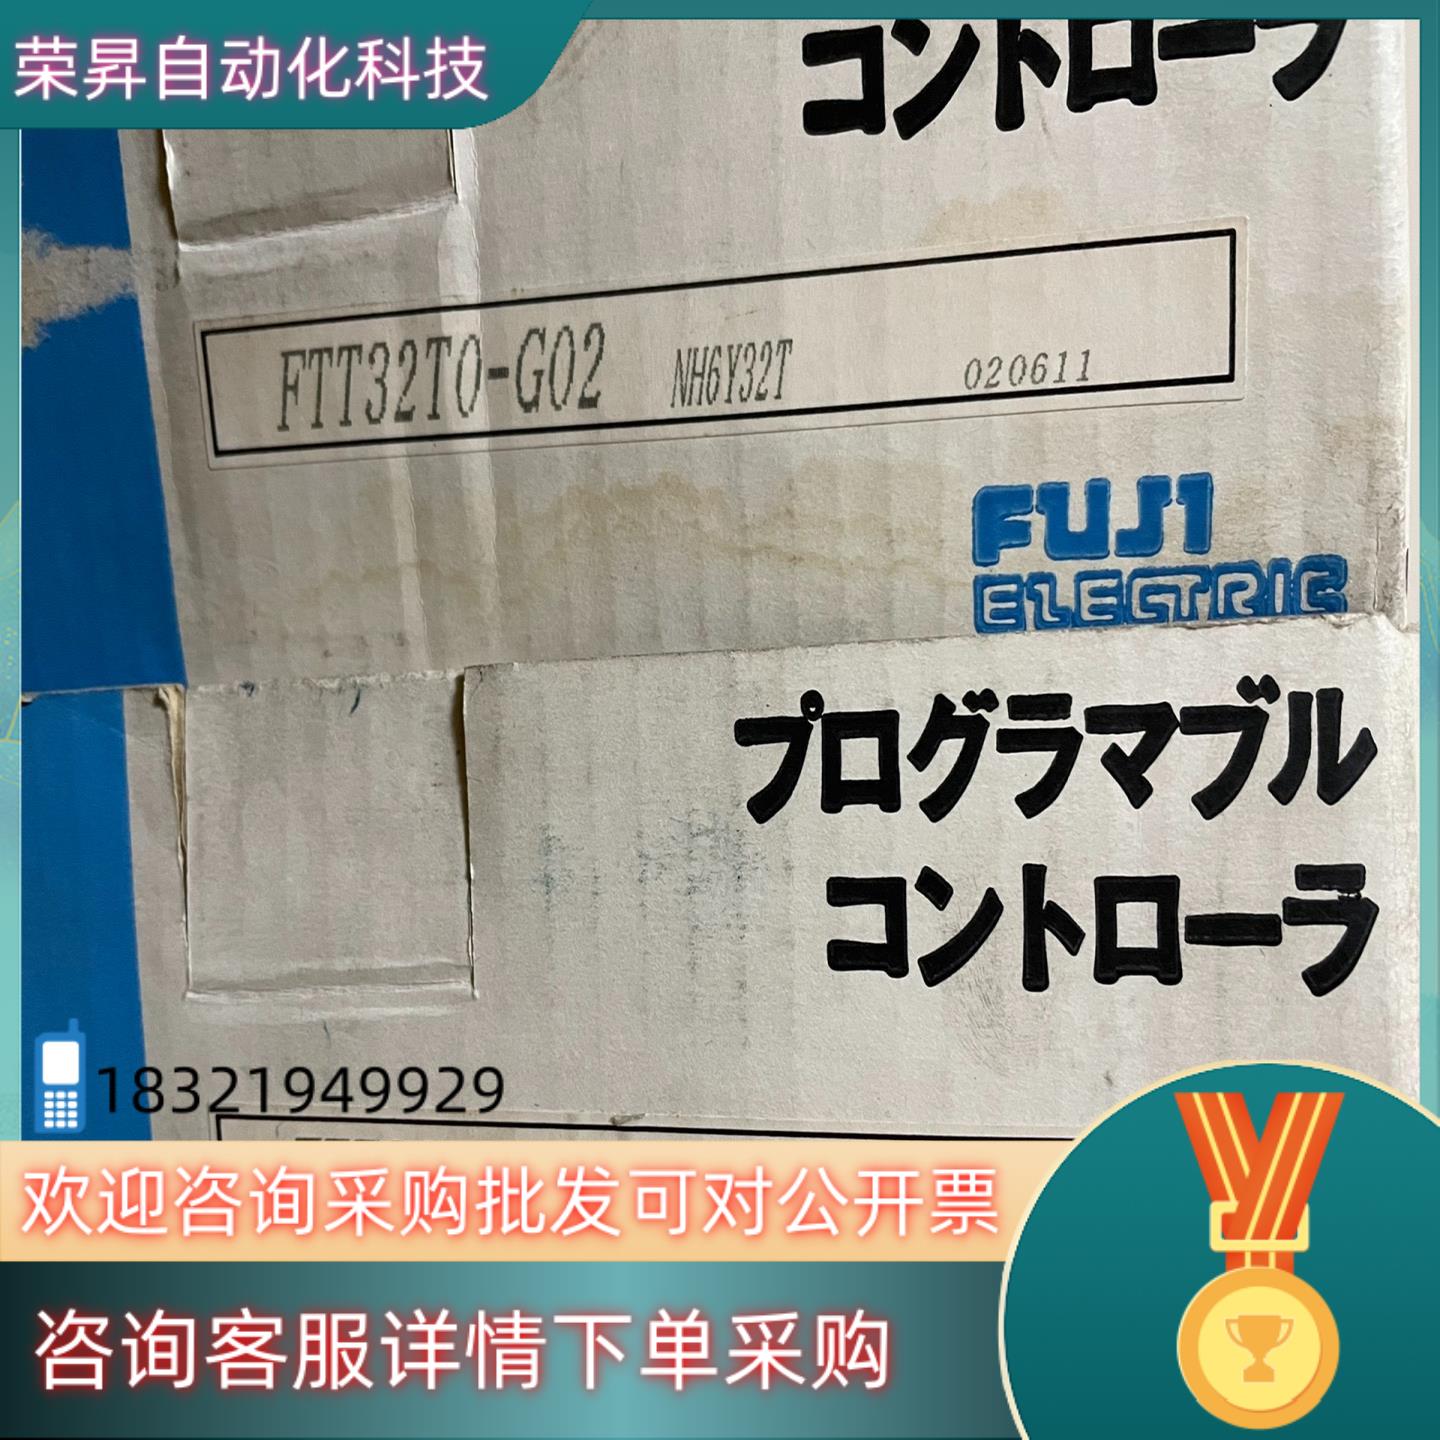 荣昇自动化科技
コントローラ
FTT32T0-G02 NH6Y32T 020611
FUJI
ELECTRIC
プログラマブル
コントローラ
18321949929
欢迎咨询采购批发可对公开票
咨询客服详情下单采购